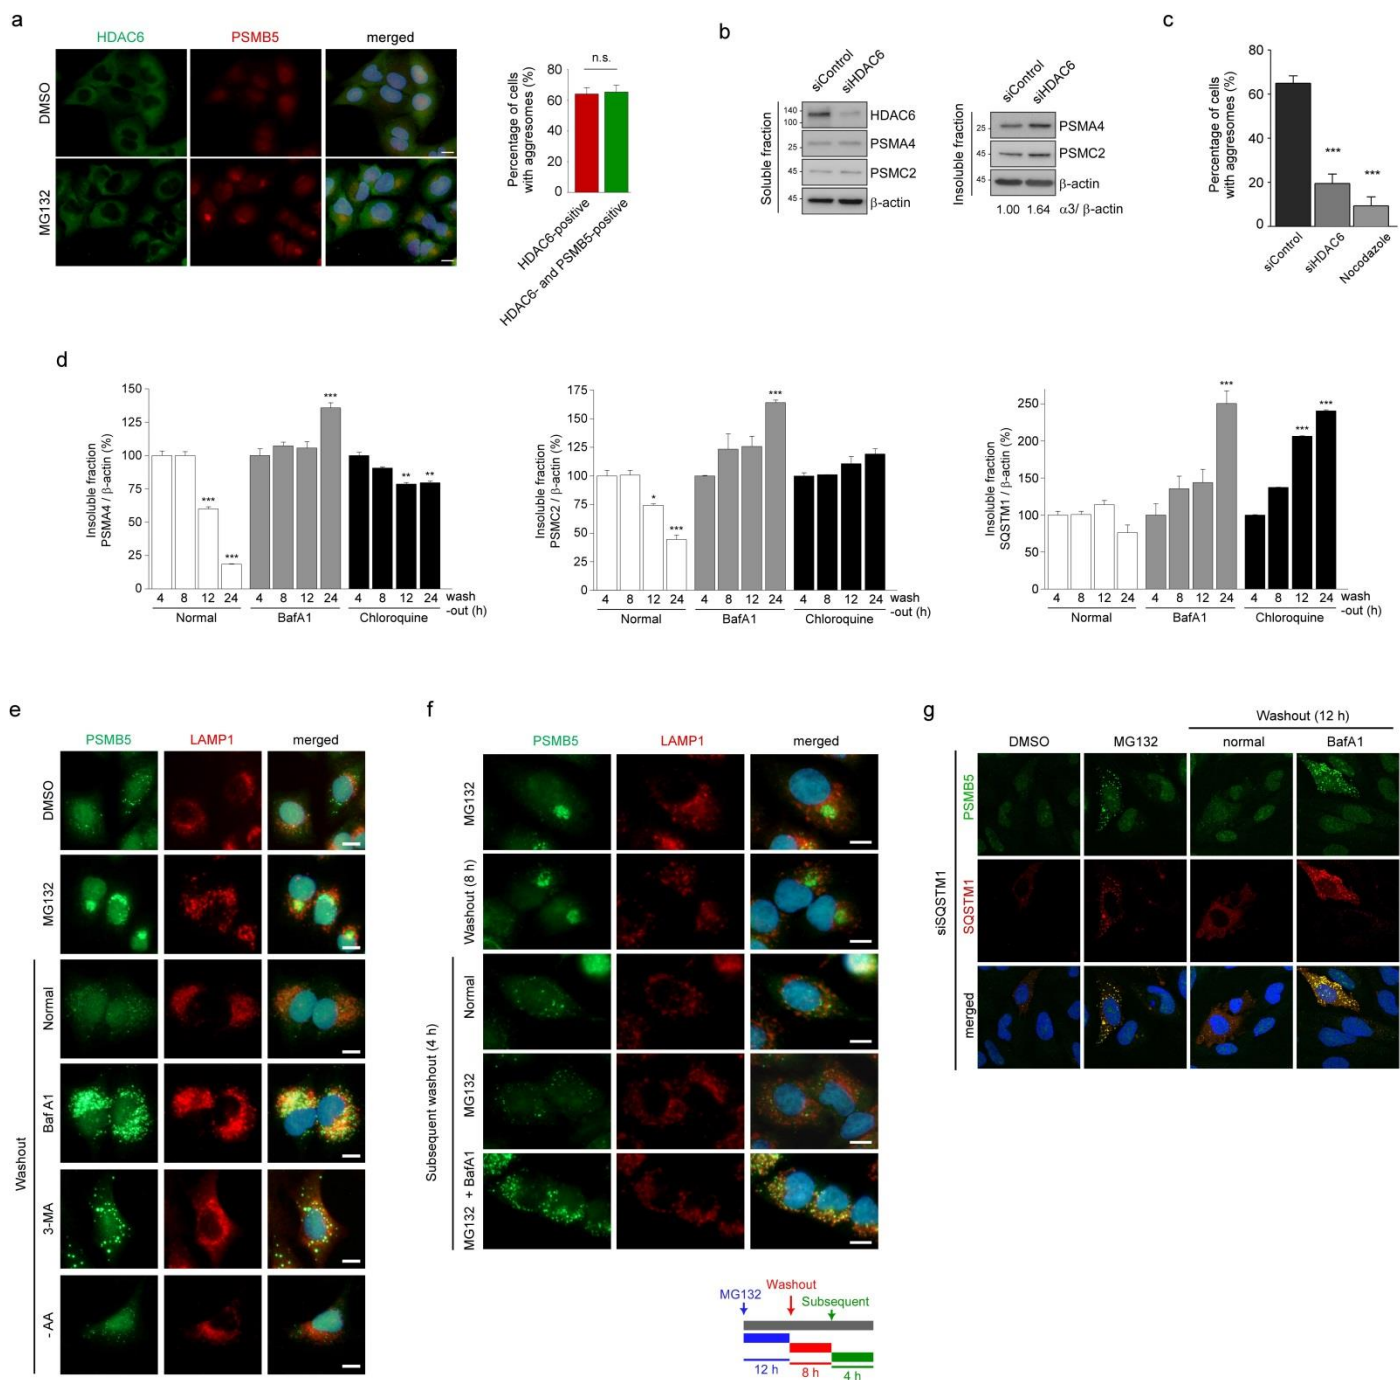 a
HDAC6
PSMB5
merged
DMSO
MG132
n.s.
Percentage of cells
with aggresomes (%)
100
80
60
40
20
0
HDAC6-positive
HDAC6- and PSMB5-positive
b
siControl
siHDAC6
Soluble fraction
140
100
HDAC6
25
PSMA4
45
PSMC2
45
β-actin
siControl
siHDAC6
Insoluble fraction
25
PSMA4
45
PSMC2
45
β-actin
1.00 1.64 α3/ β-actin
c
Percentage of cells
with aggresomes (%)
80
60
40
20
0
***
***
siControl
siHDAC6
Nocodazole
d
Insoluble fraction
PSMA4 / β-actin (%)
150
125
100
75
50
25
0
***
***
***
**
**
4 8 12 24 4 8 12 24 4 8 12 24 wash
-out (h)
Normal BafA1 Chloroquine
Insoluble fraction
PSMC2 / β-actin (%)
175
150
125
100
75
50
25
0
*
***
***
4 8 12 24 4 8 12 24 4 8 12 24 wash
-out (h)
Normal BafA1 Chloroquine
Insoluble fraction
SQSTM1 / β-actin (%)
250
200
150
100
50
0
***
***
***
4 8 12 24 4 8 12 24 4 8 12 24 wash
-out (h)
Normal BafA1 Chloroquine
e
PSMB5 LAMP1 merged
DMSO
MG132
Washout
Normal
Baf A1
3-MA
- AA
f
PSMB5 LAMP1 merged
MG132
Washout (8 h)
Subsequent washout (4 h)
Normal
MG132
MG132 + BafA1
MG132
Washout
Subsequent
12 h
8 h
4 h
g
Washout (12 h)
DMSO MG132 normal BafA1
siSQSTM1
PSMB5
SQSTM1
merged